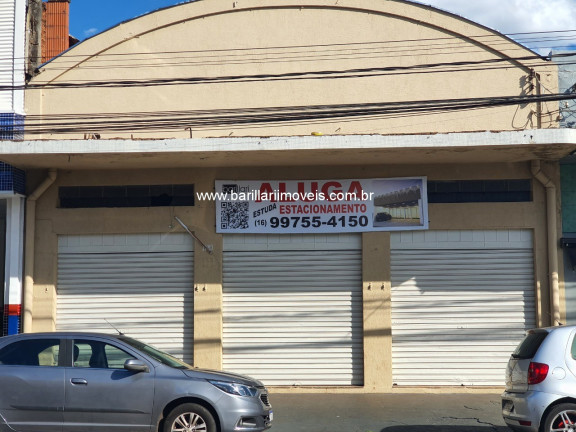 www.barillariimoveis.com.br
ALUGA
ESTUDA ESTACIONAMENTO
(16) 99755-4150